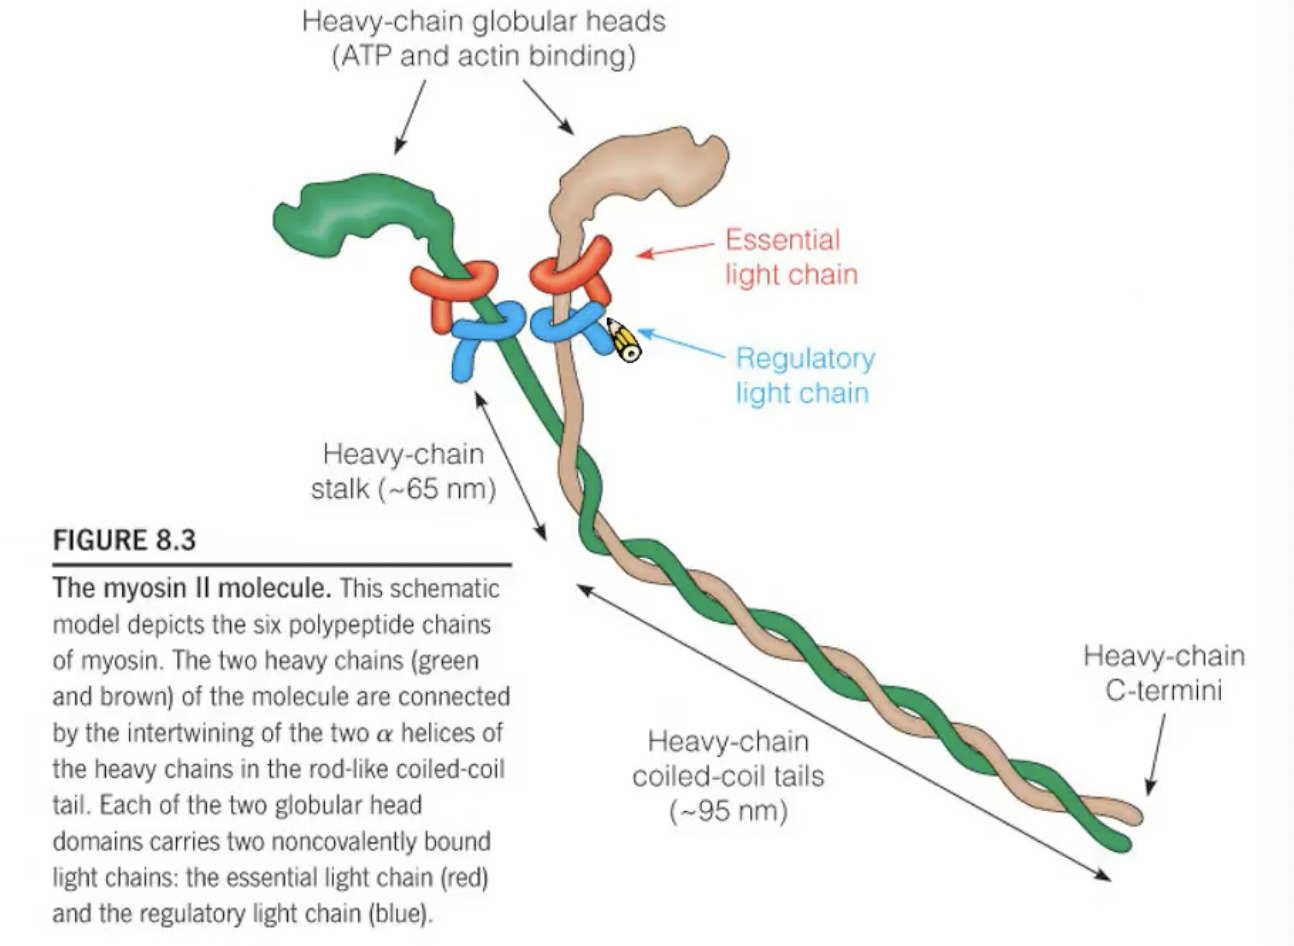 Heavy-chain globular heads
(ATP and actin binding)
Essential
light chain
Regulatory
light chain
Heavy-chain
stalk (~65 nm)
FIGURE 8.3
The myosin II molecule. This schematic
model depicts the six polypeptide chains
of myosin. The two heavy chains (green
and brown) of the molecule are connected
by the intertwining of the two α helices of
the heavy chains in the rod-like coiled-coil
tail. Each of the two globular head
domains carries two noncovalently bound
light chains: the essential light chain (red)
and the regulatory light chain (blue).
Heavy-chain
coiled-coil tails
(~95 nm)
Heavy-chain
C-termini